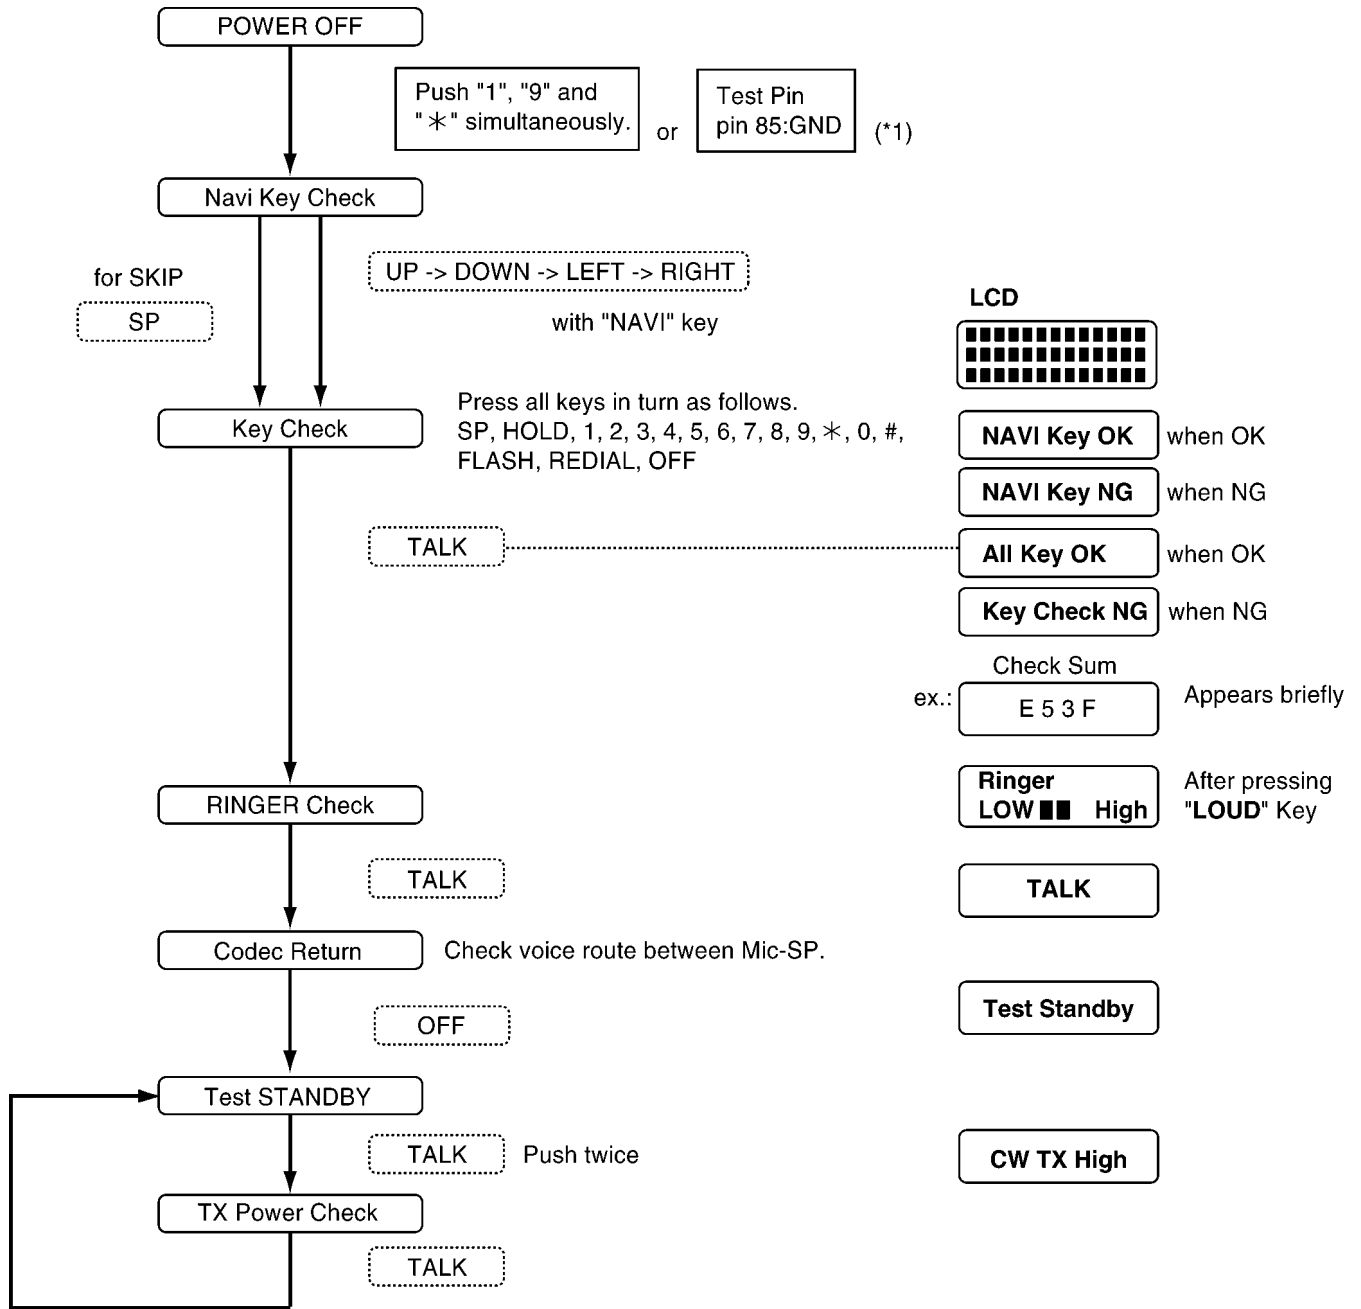 POWER OFF
Push "1", "9" and
"＊" simultaneously.
or
Test Pin
pin 85:GND
(*1)
Navi Key Check
for SKIP
SP
UP -> DOWN -> LEFT -> RIGHT
with "NAVI" key
LCD
Key Check
Press all keys in turn as follows.
SP, HOLD, 1, 2, 3, 4, 5, 6, 7, 8, 9, ＊, 0, #,
FLASH, REDIAL, OFF
NAVI Key OK when OK
NAVI Key NG when NG
TALK
All Key OK when OK
Key Check NG when NG
Check Sum
ex.: E 5 3 F Appears briefly
RINGER Check
Ringer
LOW ■■ High
After pressing
"LOUD" Key
TALK
TALK
Codec Return
Check voice route between Mic-SP.
OFF
Test Standby
Test STANDBY
TALK Push twice
CW TX High
TX Power Check
TALK